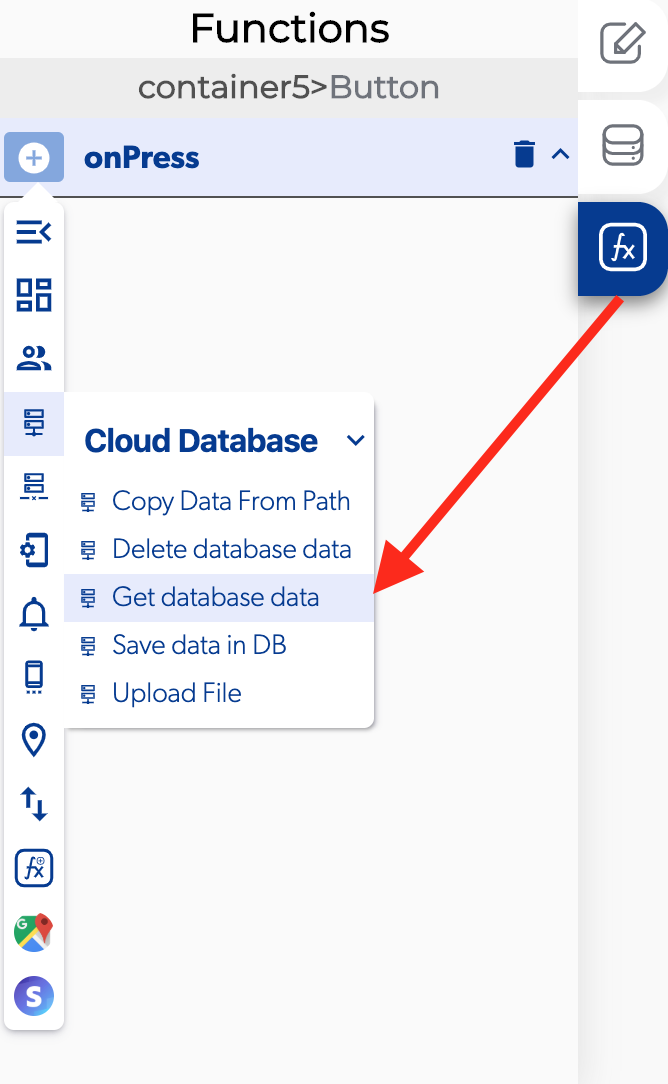 Functions
container5>Button
onPress
fx
Cloud Database
Copy Data From Path
Delete database data
Get database data
Save data in DB
Upload File
fx
G
S